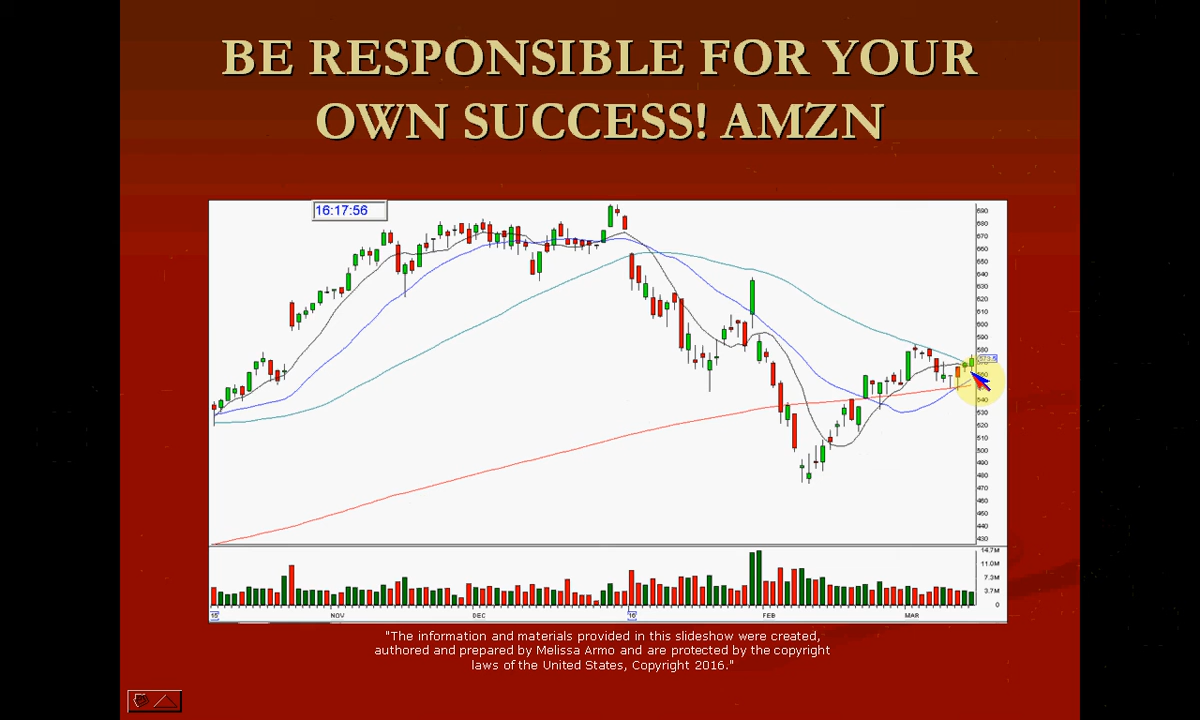 BE RESPONSIBLE FOR YOUR
OWN SUCCESS! AMZN
16:17:56
690
680
670
660
650
640
630
620
610
600
590
580
573.5
560
540
530
520
510
500
490
480
470
460
450
440
430
14.7M
11.0M
7.3M
3.7M
0
15 NOV DEC 16 FEB MAR
"The information and materials provided in this slideshow were created,
authored and prepared by Melissa Armo and are protected by the copyright
laws of the United States, Copyright 2016."